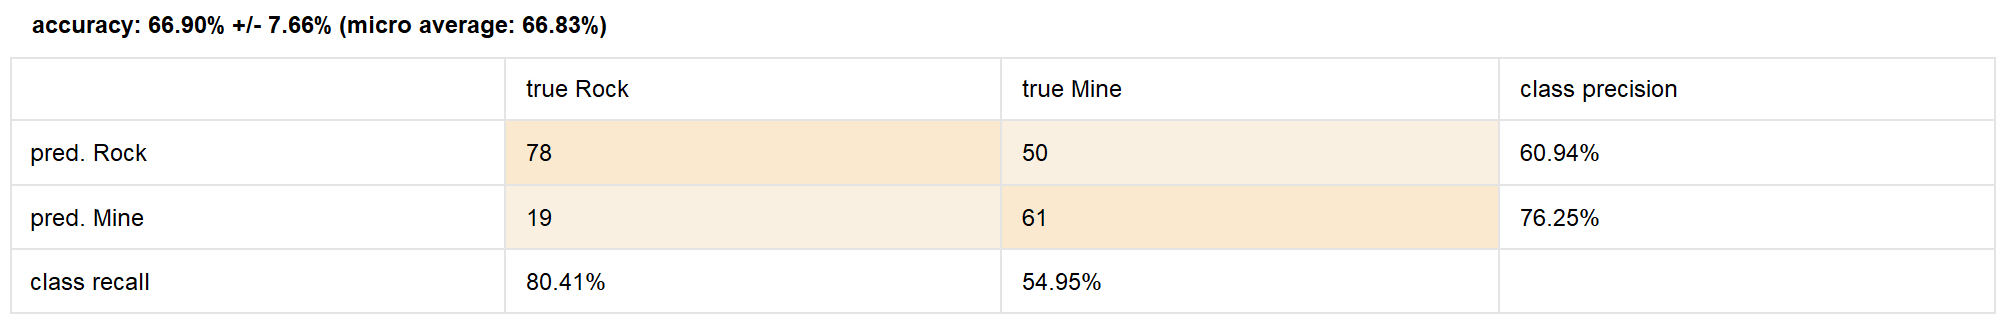 accuracy: 66.90% +/- 7.66% (micro average: 66.83%)
true Rock true Mine class precision
pred. Rock 78 50 60.94%
pred. Mine 19 61 76.25%
class recall 80.41% 54.95%